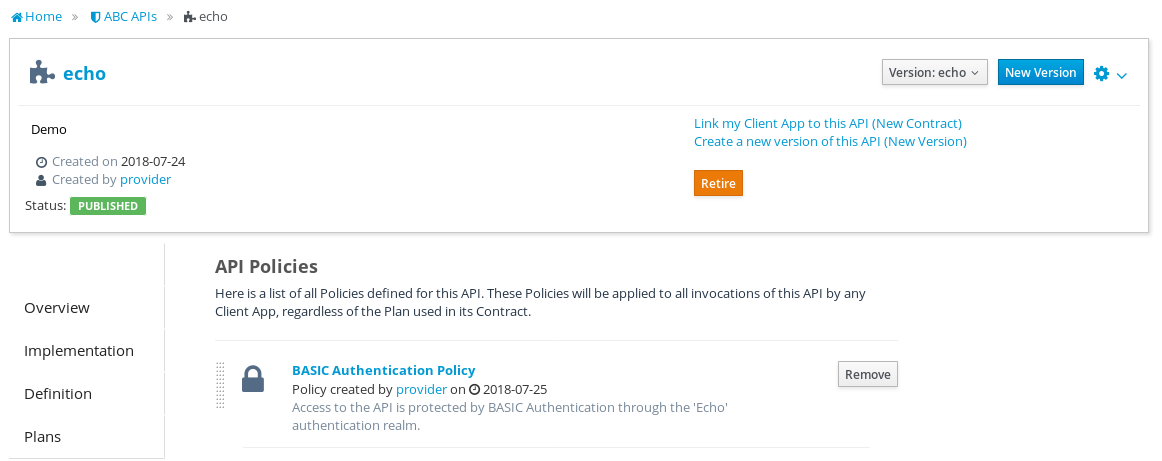 Home » ABC APIs » echo
echo
Version: echo
New Version
Demo
Link my Client App to this API (New Contract)
Create a new version of this API (New Version)
Created on 2018-07-24
Created by provider
Retire
Status: PUBLISHED
API Policies
Here is a list of all Policies defined for this API. These Policies will be applied to all invocations of this API by any
Client App, regardless of the Plan used in its Contract.
Overview
Implementation
Definition
Plans
BASIC Authentication Policy
Remove
Policy created by provider on 2018-07-25
Access to the API is protected by BASIC Authentication through the 'Echo'
authentication realm.